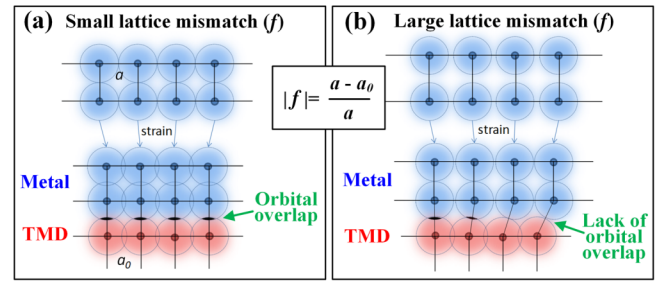 (a) Small lattice mismatch (f)
a
strain
Metal
Orbital
overlap
TMD
a₀
|f|= a - a₀
a
(b) Large lattice mismatch (f)
strain
Metal
TMD
Lack of
orbital
overlap